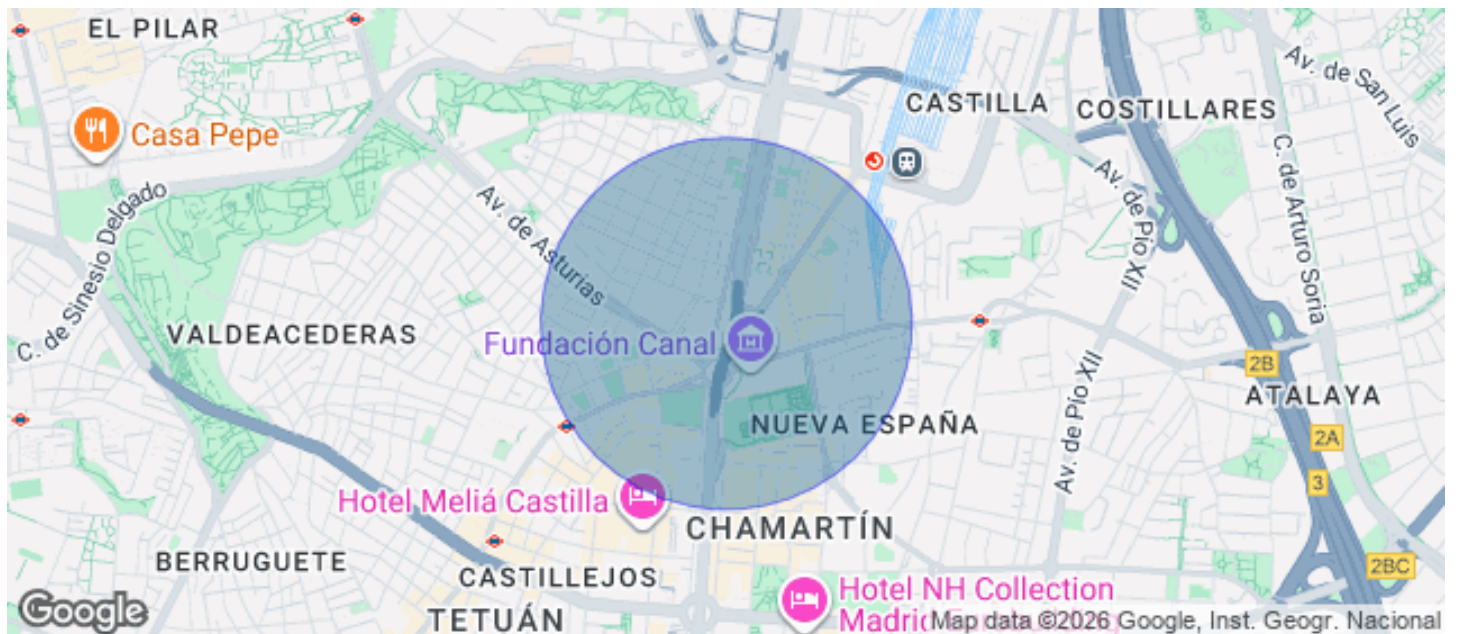 EL PILAR
Casa Pepe
CASTILLA
COSTILLARES
Av. de San Luis
C. de Sinesio Delgado
Av. de Asturias
Av. de Pío XII
C. de Arturo Soria
VALDEACEDERAS
Fundación Canal
NUEVA ESPAÑA
2B
ATALAYA
2A
Av. de Pío XII
3
Hotel Meliá Castilla
CHAMARTÍN
BERRUGUETE
CASTILLEJOS
2BC
TETUÁN
Hotel NH Collection
Madrid
Google
Map data ©2026 Google, Inst. Geogr. Nacional